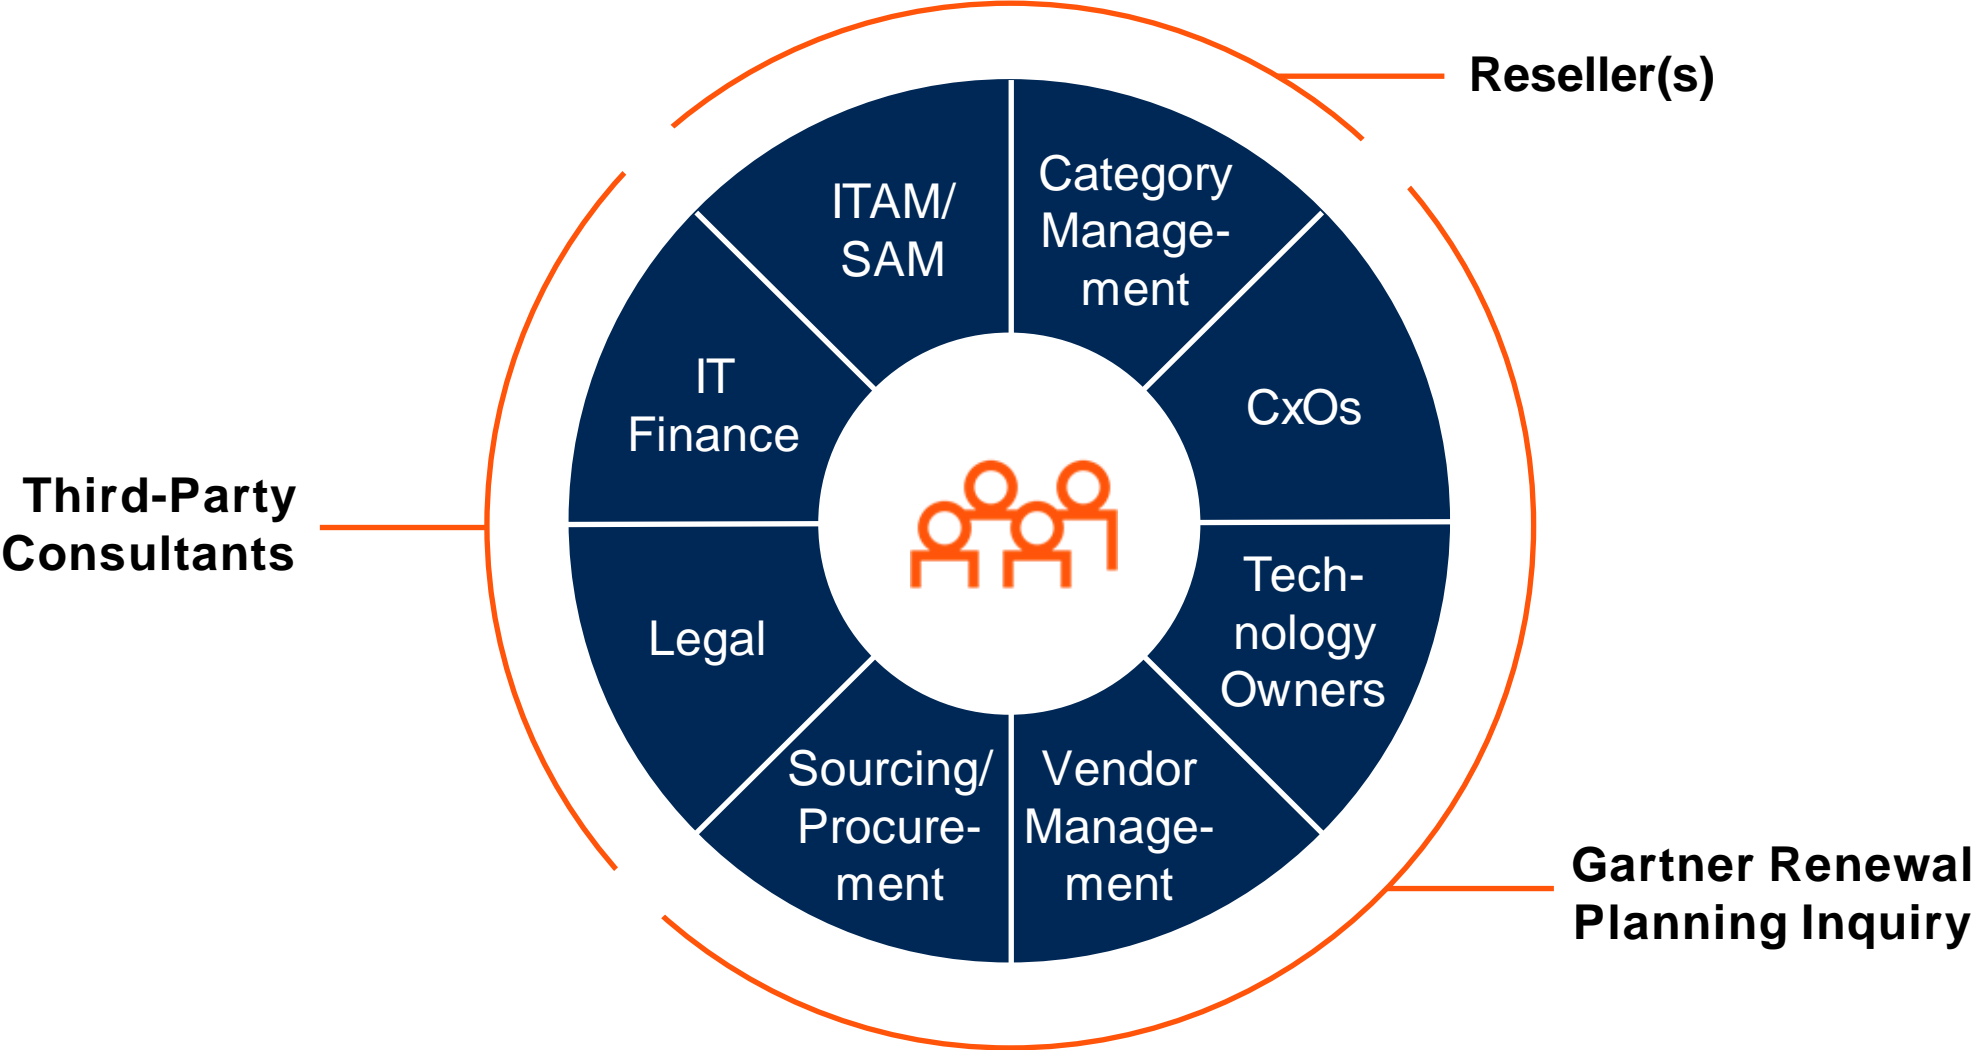 Reseller(s)
Category
Manage-
ment
ITAM/
SAM
CxOs
IT
Finance
Third-Party
Consultants
Tech-
nology
Owners
Legal
Sourcing/
Procure-
ment
Vendor
Manage-
ment
Gartner Renewal
Planning Inquiry